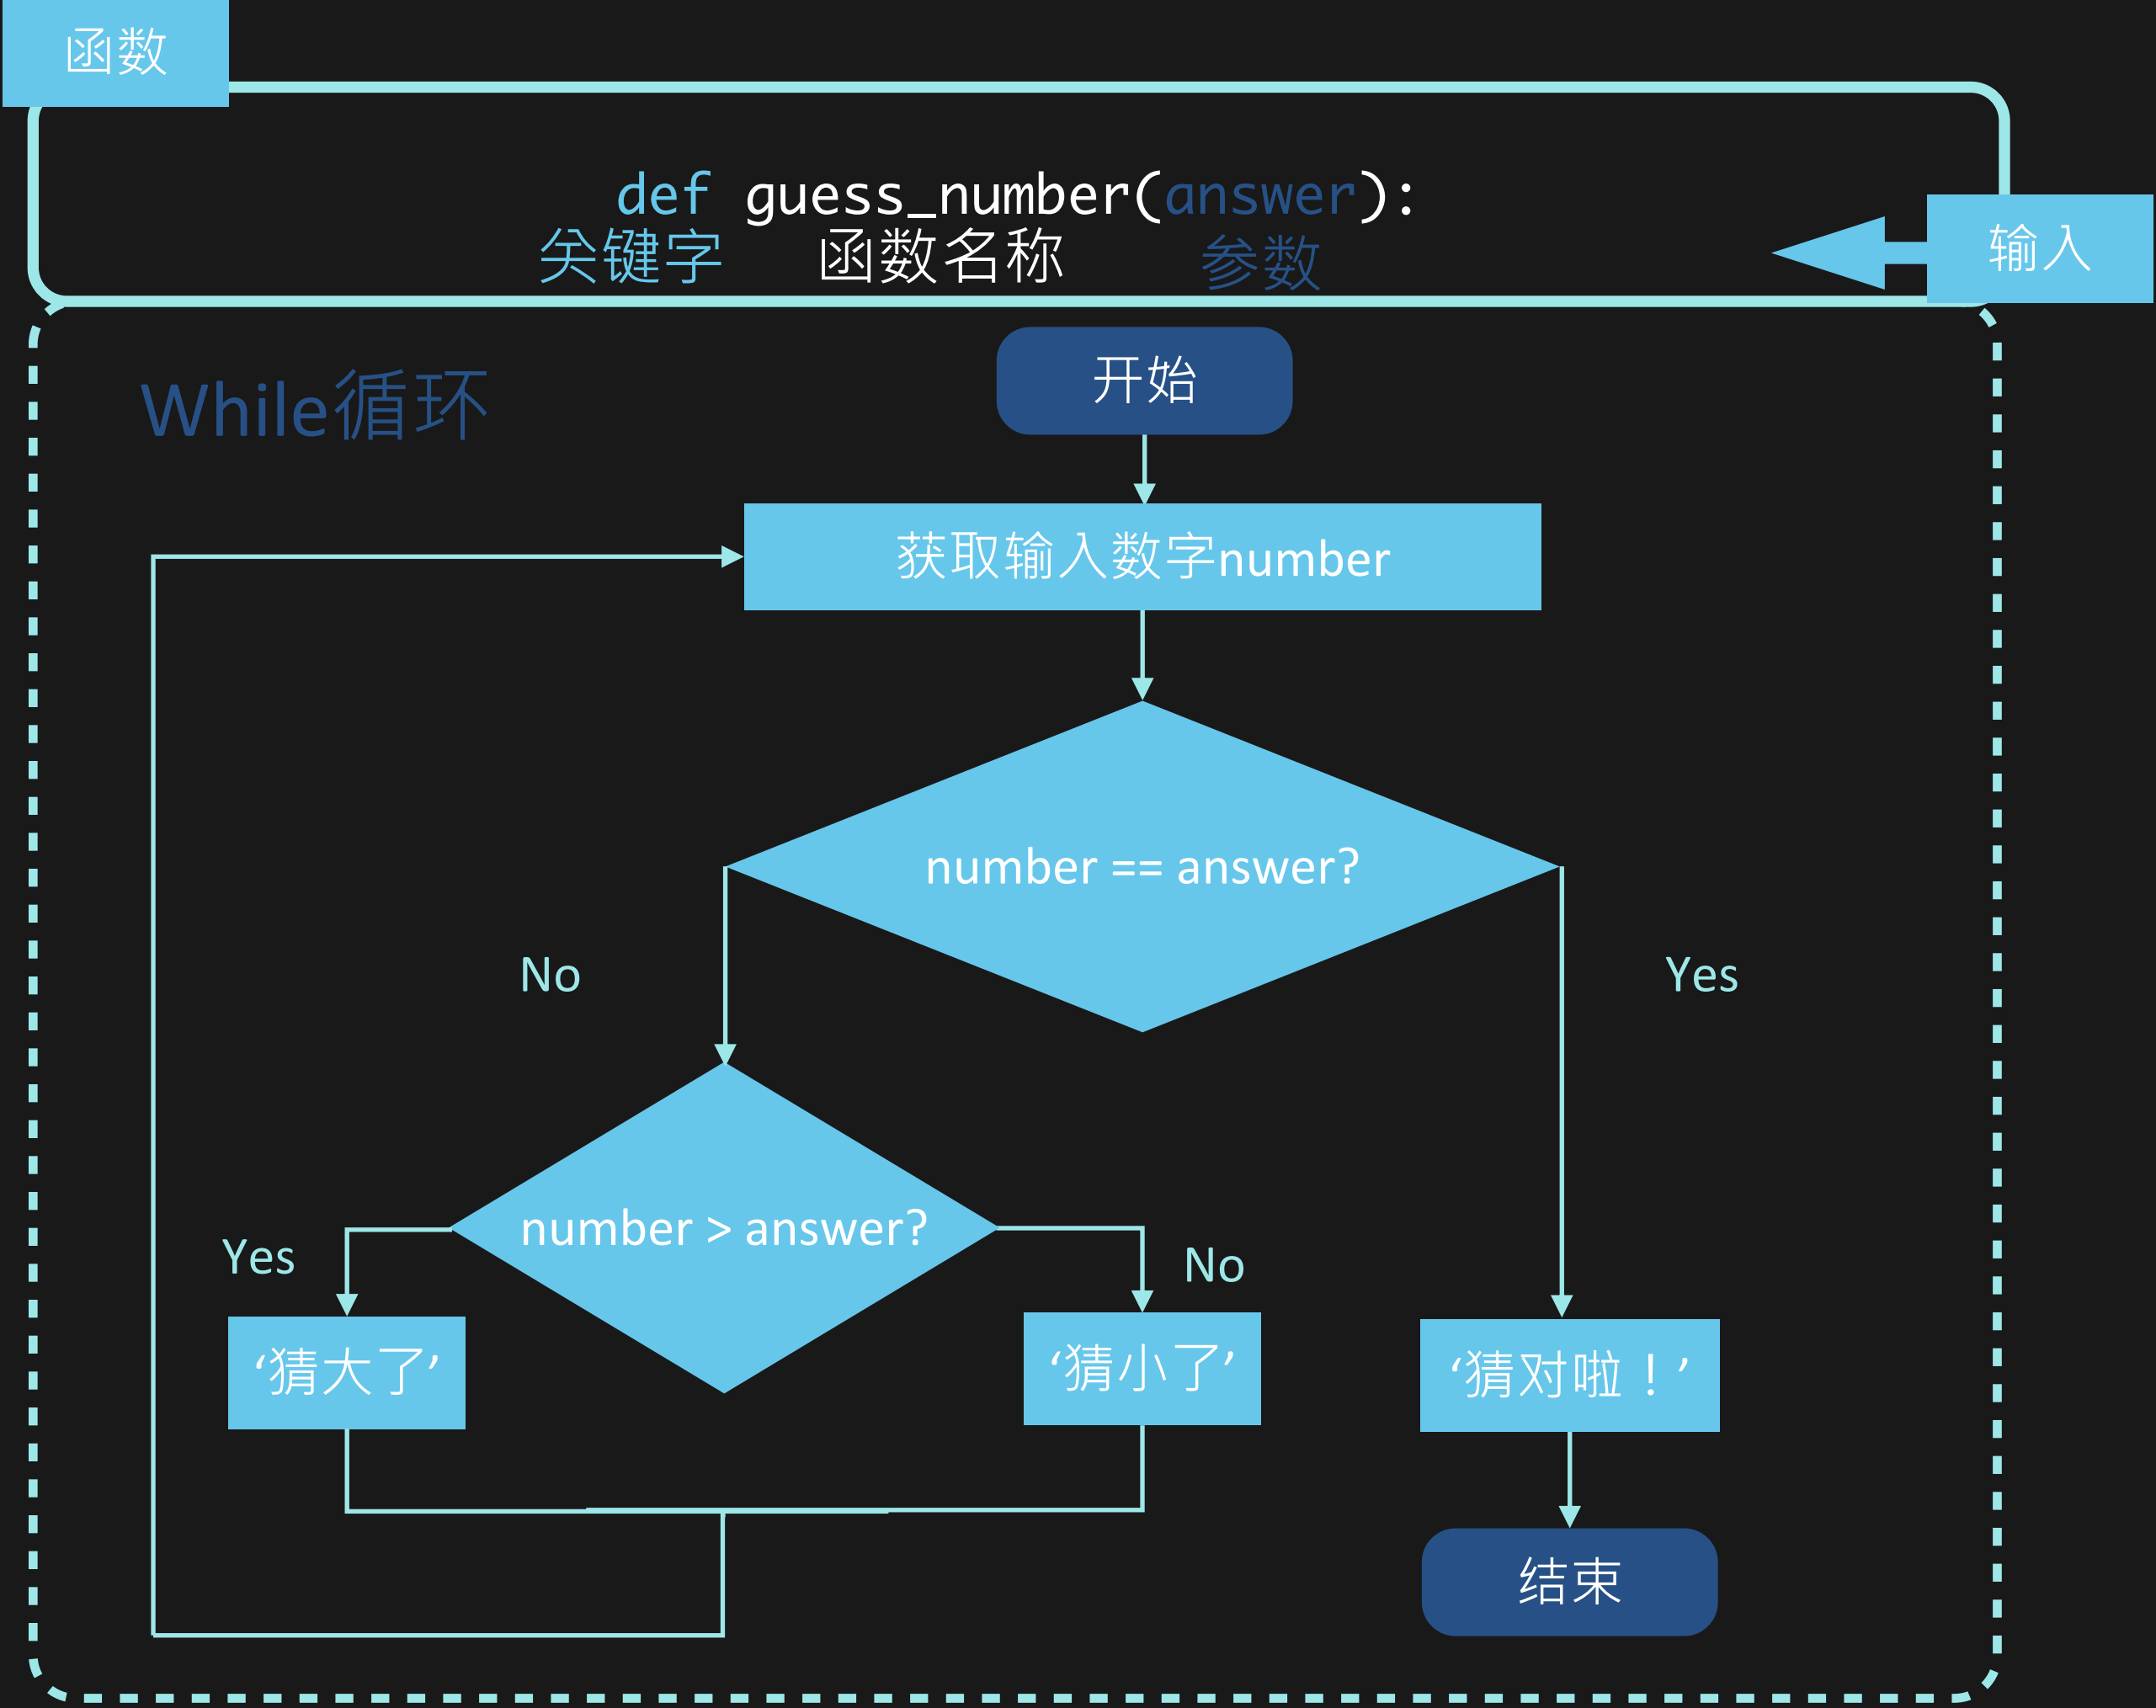 函数
def guess_number(answer):
关键字 函数名称 参数
输入
While循环
开始
获取输入数字number
number == answer?
No
Yes
number > answer?
Yes
No
‘猜大了’
‘猜小了’
‘猜对啦！’
结束